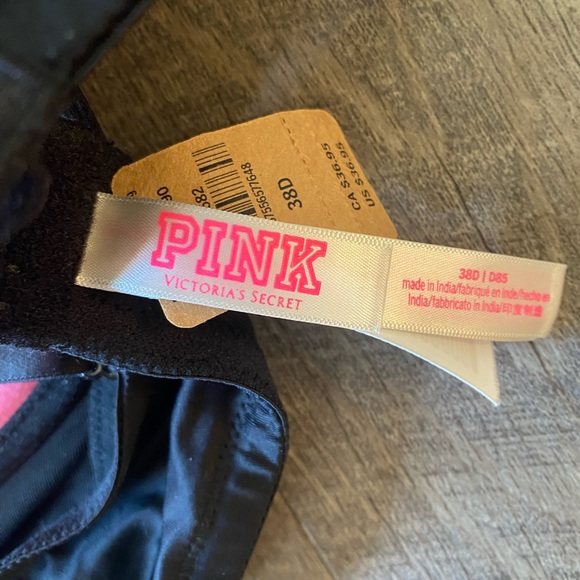 PINK
VICTORIA'S SECRET
38D | D85
made in India/fabriqué en Inde/hecho en
India/fabbricato in India/印度制造
38D
CA $36.95
US $36.95